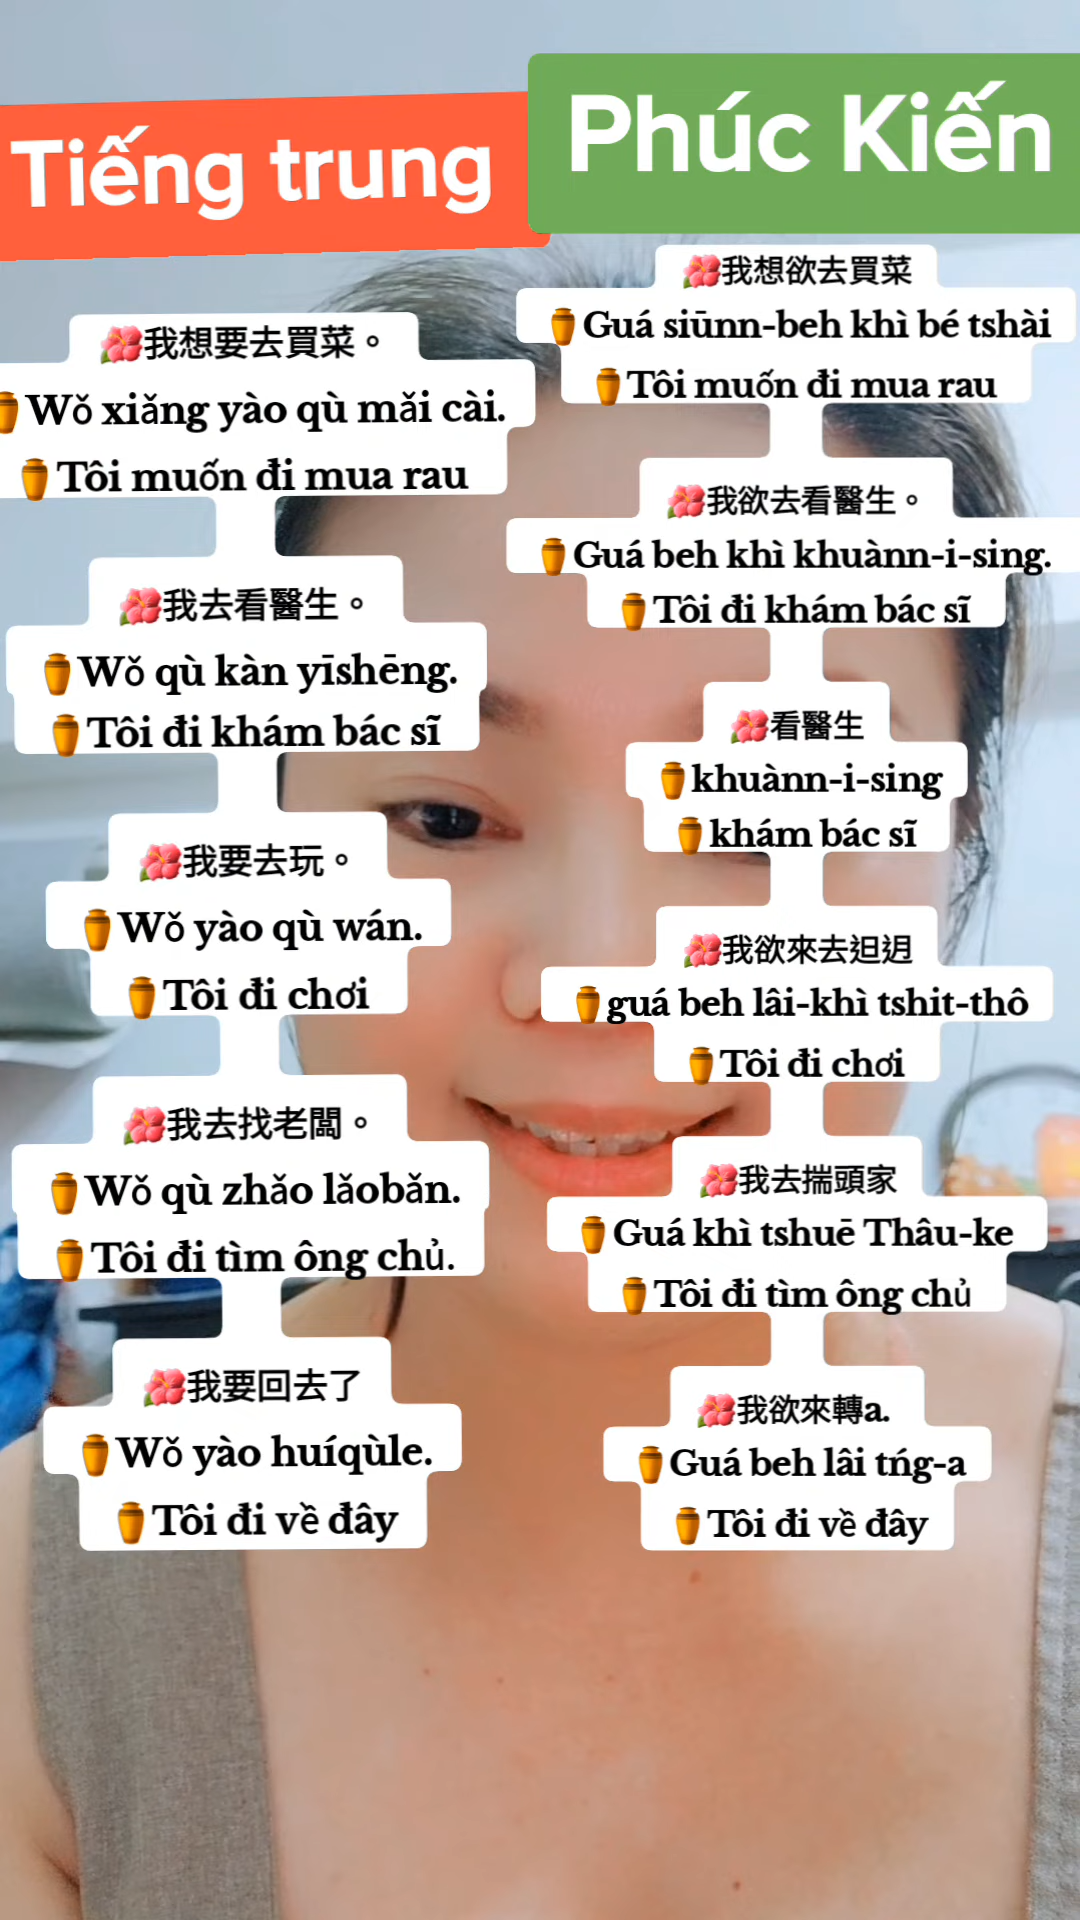 Tiếng trung
Phúc Kiến
我想要去買菜。
Wǒ xiǎng yào qù mǎi cài.
Tôi muốn đi mua rau
我去看醫生。
Wǒ qù kàn yīshēng.
Tôi đi khám bác sĩ
我要去玩。
Wǒ yào qù wán.
Tôi đi chơi
我去找老闆。
Wǒ qù zhǎo lǎobǎn.
Tôi đi tìm ông chủ.
我要回去了
Wǒ yào huíqùle.
Tôi đi về đây
我想欲去買菜
Guá siūnn-beh khì bé tshài
Tôi muốn đi mua rau
我欲去看醫生。
Guá beh khì khuànn-i-sing.
Tôi đi khám bác sĩ
看醫生
khuànn-i-sing
khám bác sĩ
我欲來去𨑨迌
guá beh lâi-khì tshit-thô
Tôi đi chơi
我去揣頭家
Guá khì tshuē Thâu-ke
Tôi đi tìm ông chủ
我欲來轉a.
Guá beh lâi tńg-a
Tôi đi về đây